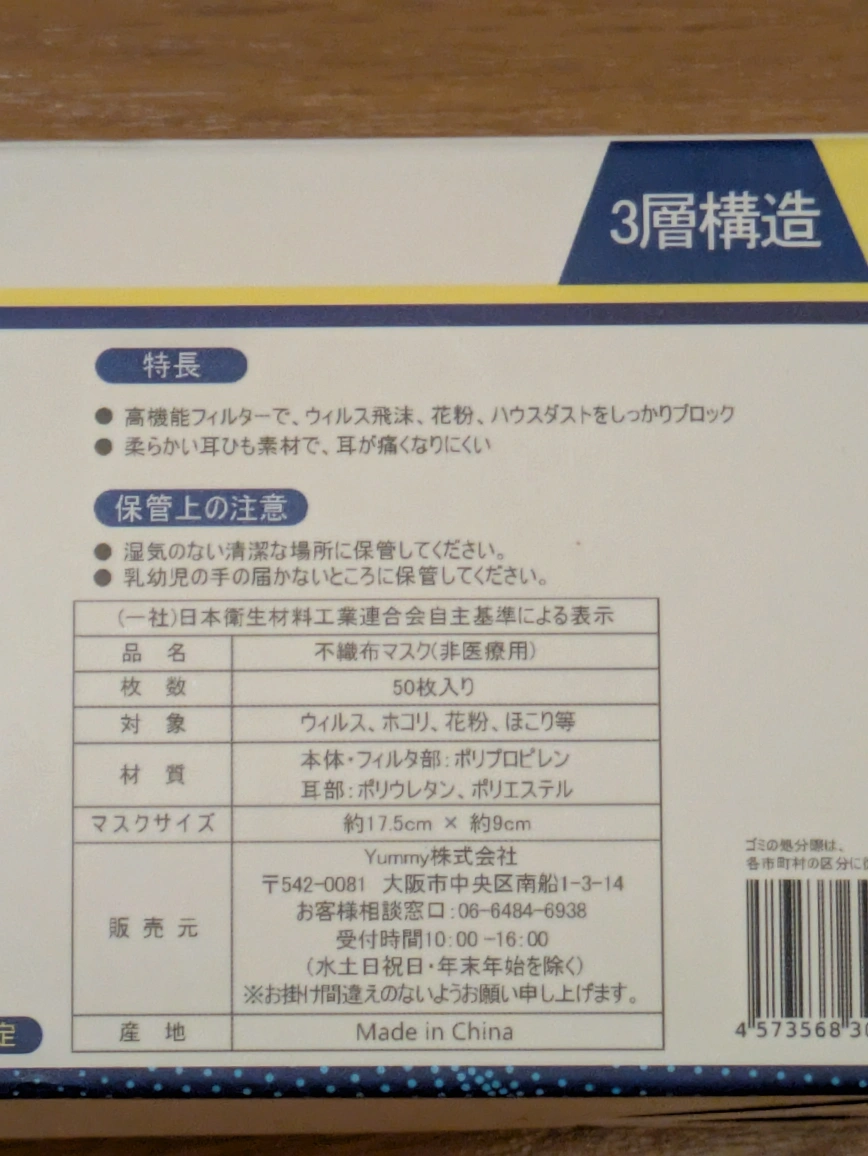 3層構造
特長
● 高機能フィルターで、ウィルス飛沫、花粉、ハウスダストをしっかりブロック
● 柔らかい耳ひも素材で、耳が痛くなりにくい
保管上の注意
● 湿気のない清潔な場所に保管してください。
● 乳幼児の手の届かないところに保管してください。
(一社)日本衛生材料工業連合会自主基準による表示
品 名 不織布マスク(非医療用)
枚 数 50枚入り
対 象 ウィルス、ホコリ、花粉、ほこり等
材 質 本体・フィルタ部:ポリプロピレン
耳部:ポリウレタン、ポリエステル
マスクサイズ 約17.5cm × 約9cm
販 売 元 Yummy株式会社
〒542-0081 大阪市中央区南船1-3-14
お客様相談窓口:06-6484-6938
受付時間10:00 -16:00
(水土日祝日・年末年始を除く)
※お掛け間違えのないようお願い申し上げます。
産 地 Made in China
定
ゴミの処分際は、
各市町村の区分に
4 573568 30